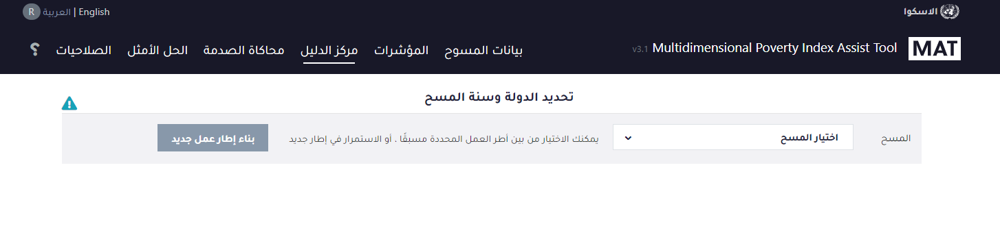 الاسكوا
English | العربية R
MAT Multidimensional Poverty Index Assist Tool v3.1
بيانات المسوح المؤشرات مركز الدليل محاكاة الصدمة الحل الأمثل الصلاحيات ؟
تحديد الدولة وسنة المسح
المسح اختيار المسح يمكنك الاختيار من بين أطر العمل المحددة مسبقًا ، أو الاستمرار في إطار جديد بناء إطار عمل جديد